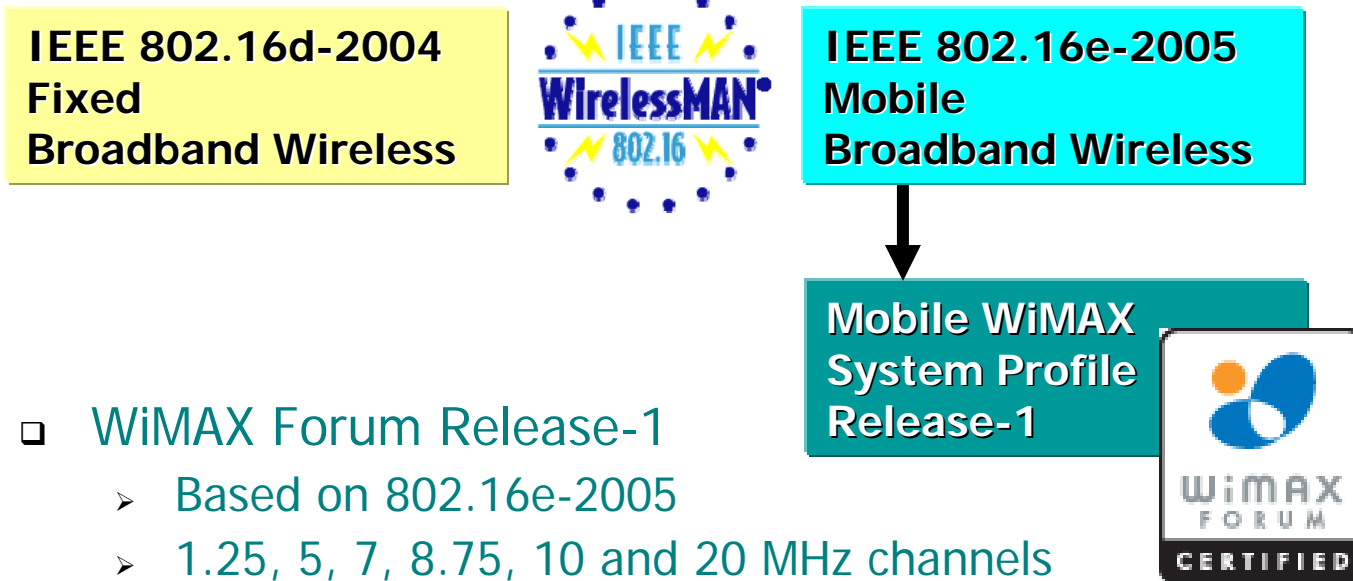 IEEE 802.16d-2004
Fixed
Broadband Wireless
IEEE
WirelessMAN
802.16
IEEE 802.16e-2005
Mobile
Broadband Wireless
Mobile WiMAX
System Profile
Release-1
WiMAX
FORUM
CERTIFIED
WiMAX Forum Release-1
Based on 802.16e-2005
1.25, 5, 7, 8.75, 10 and 20 MHz channels